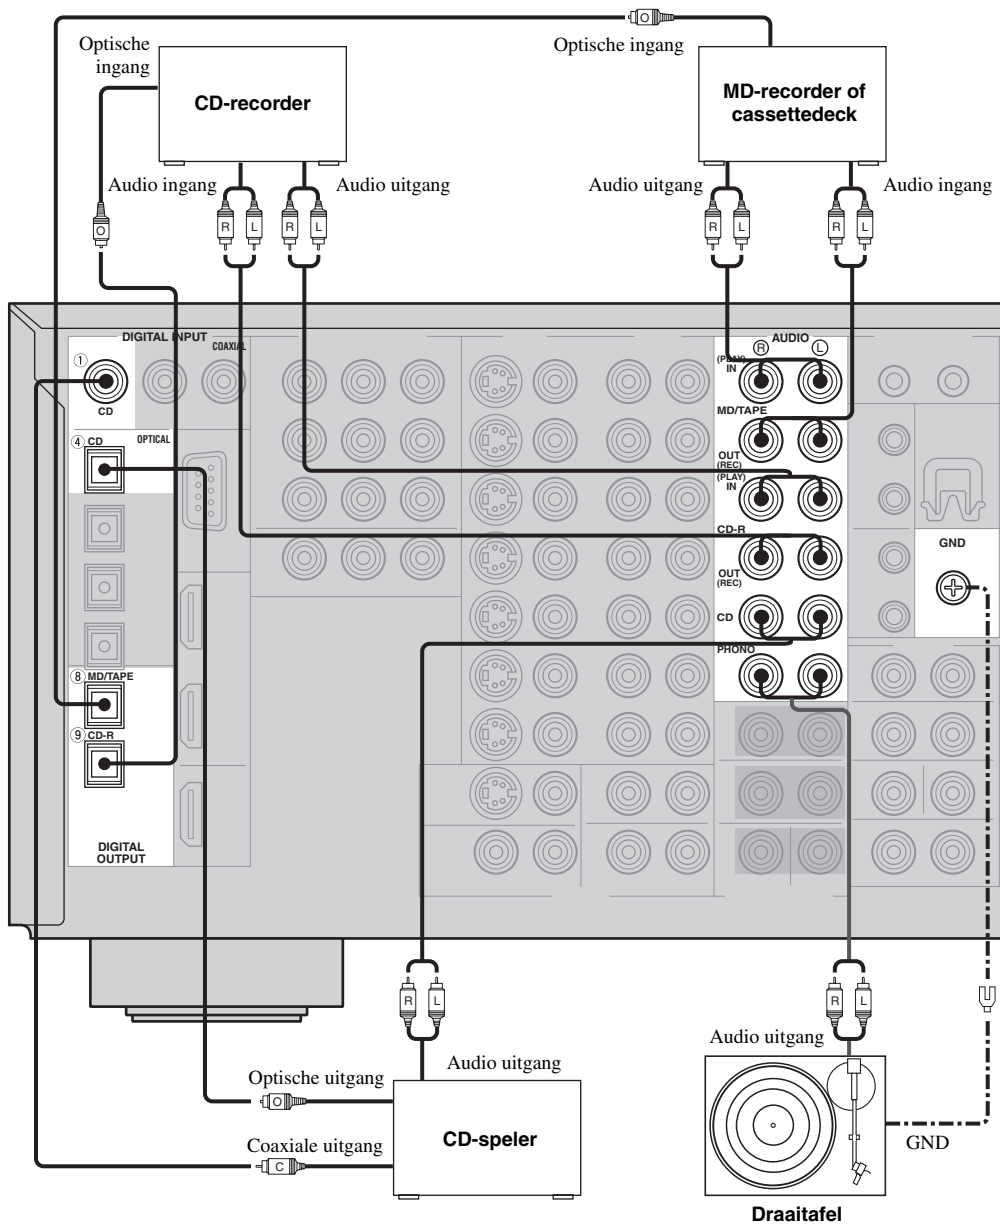 O
Optische
ingang
Optische ingang
CD-recorder
MD-recorder of
cassettedeck
Audio ingang
Audio uitgang
Audio uitgang
Audio ingang
O
R L R L
R L R L
DIGITAL INPUT
COAXIAL
AUDIO
R L
1
CD
(PLAY)
IN
MD/TAPE
4 CD
OPTICAL
OUT
(REC)
(PLAY)
IN
CD-R
GND
OUT
(REC)
CD
PHONO
8 MD/TAPE
9 CD-R
DIGITAL
OUTPUT
R L
R L
Audio uitgang
Audio uitgang
Optische uitgang
O
CD-speler
Coaxiale uitgang
C
GND
Draaitafel